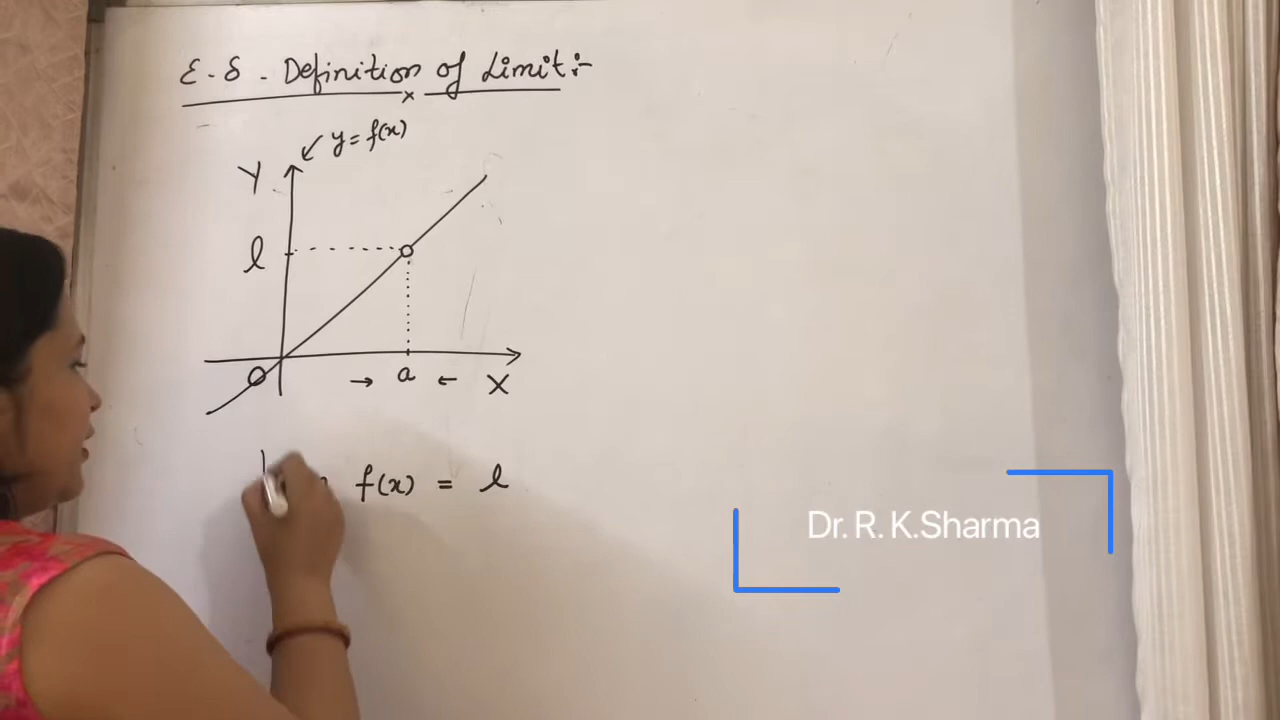 ε-δ - Definition of Limit:-
y = f(x)
Y
l
O → a ← X
f(x) = l
Dr. R. K.Sharma